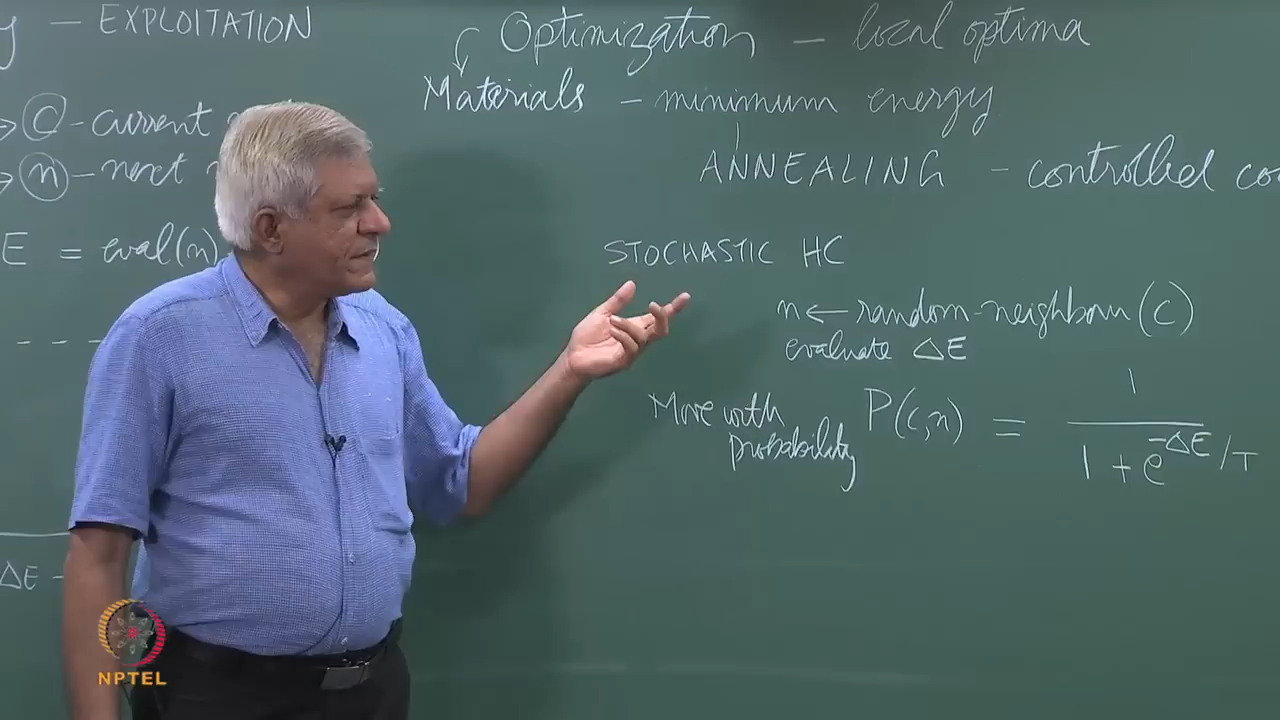 y — EXPLOITATION
→ C - current
→ n - next
E = eval(n)
- - -
ΔE -
Optimization — local optima
Materials — minimum energy
ANNEALING — controlled coo
STOCHASTIC HC
n ← random-neighbour (c)
evaluate ΔE
Move with
probability P(c,n) = 1 / 1 + e^-ΔE/T
NPTEL